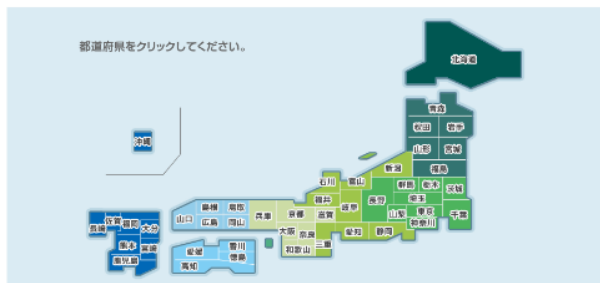 都道府県をクリックしてください。
北海道
青森
秋田
岩手
山形
宮城
福島
新潟
石川
富山
福井
岐阜
長野
群馬
栃木
茨城
埼玉
山梨
東京
千葉
神奈川
愛知
静岡
三重
滋賀
京都
兵庫
大阪
奈良
和歌山
島根
鳥取
山口
広島
岡山
愛媛
香川
徳島
高知
沖縄
長崎
佐賀
福岡
大分
熊本
宮崎
鹿児島